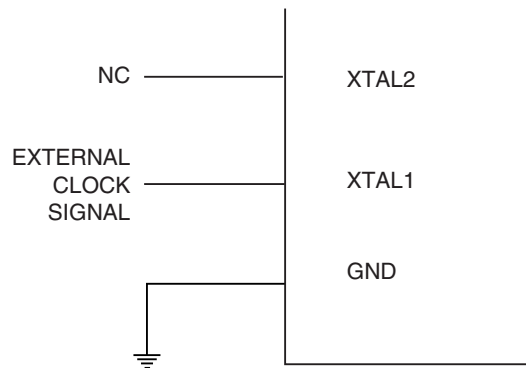 NC
XTAL2
EXTERNAL
CLOCK
SIGNAL
XTAL1
GND